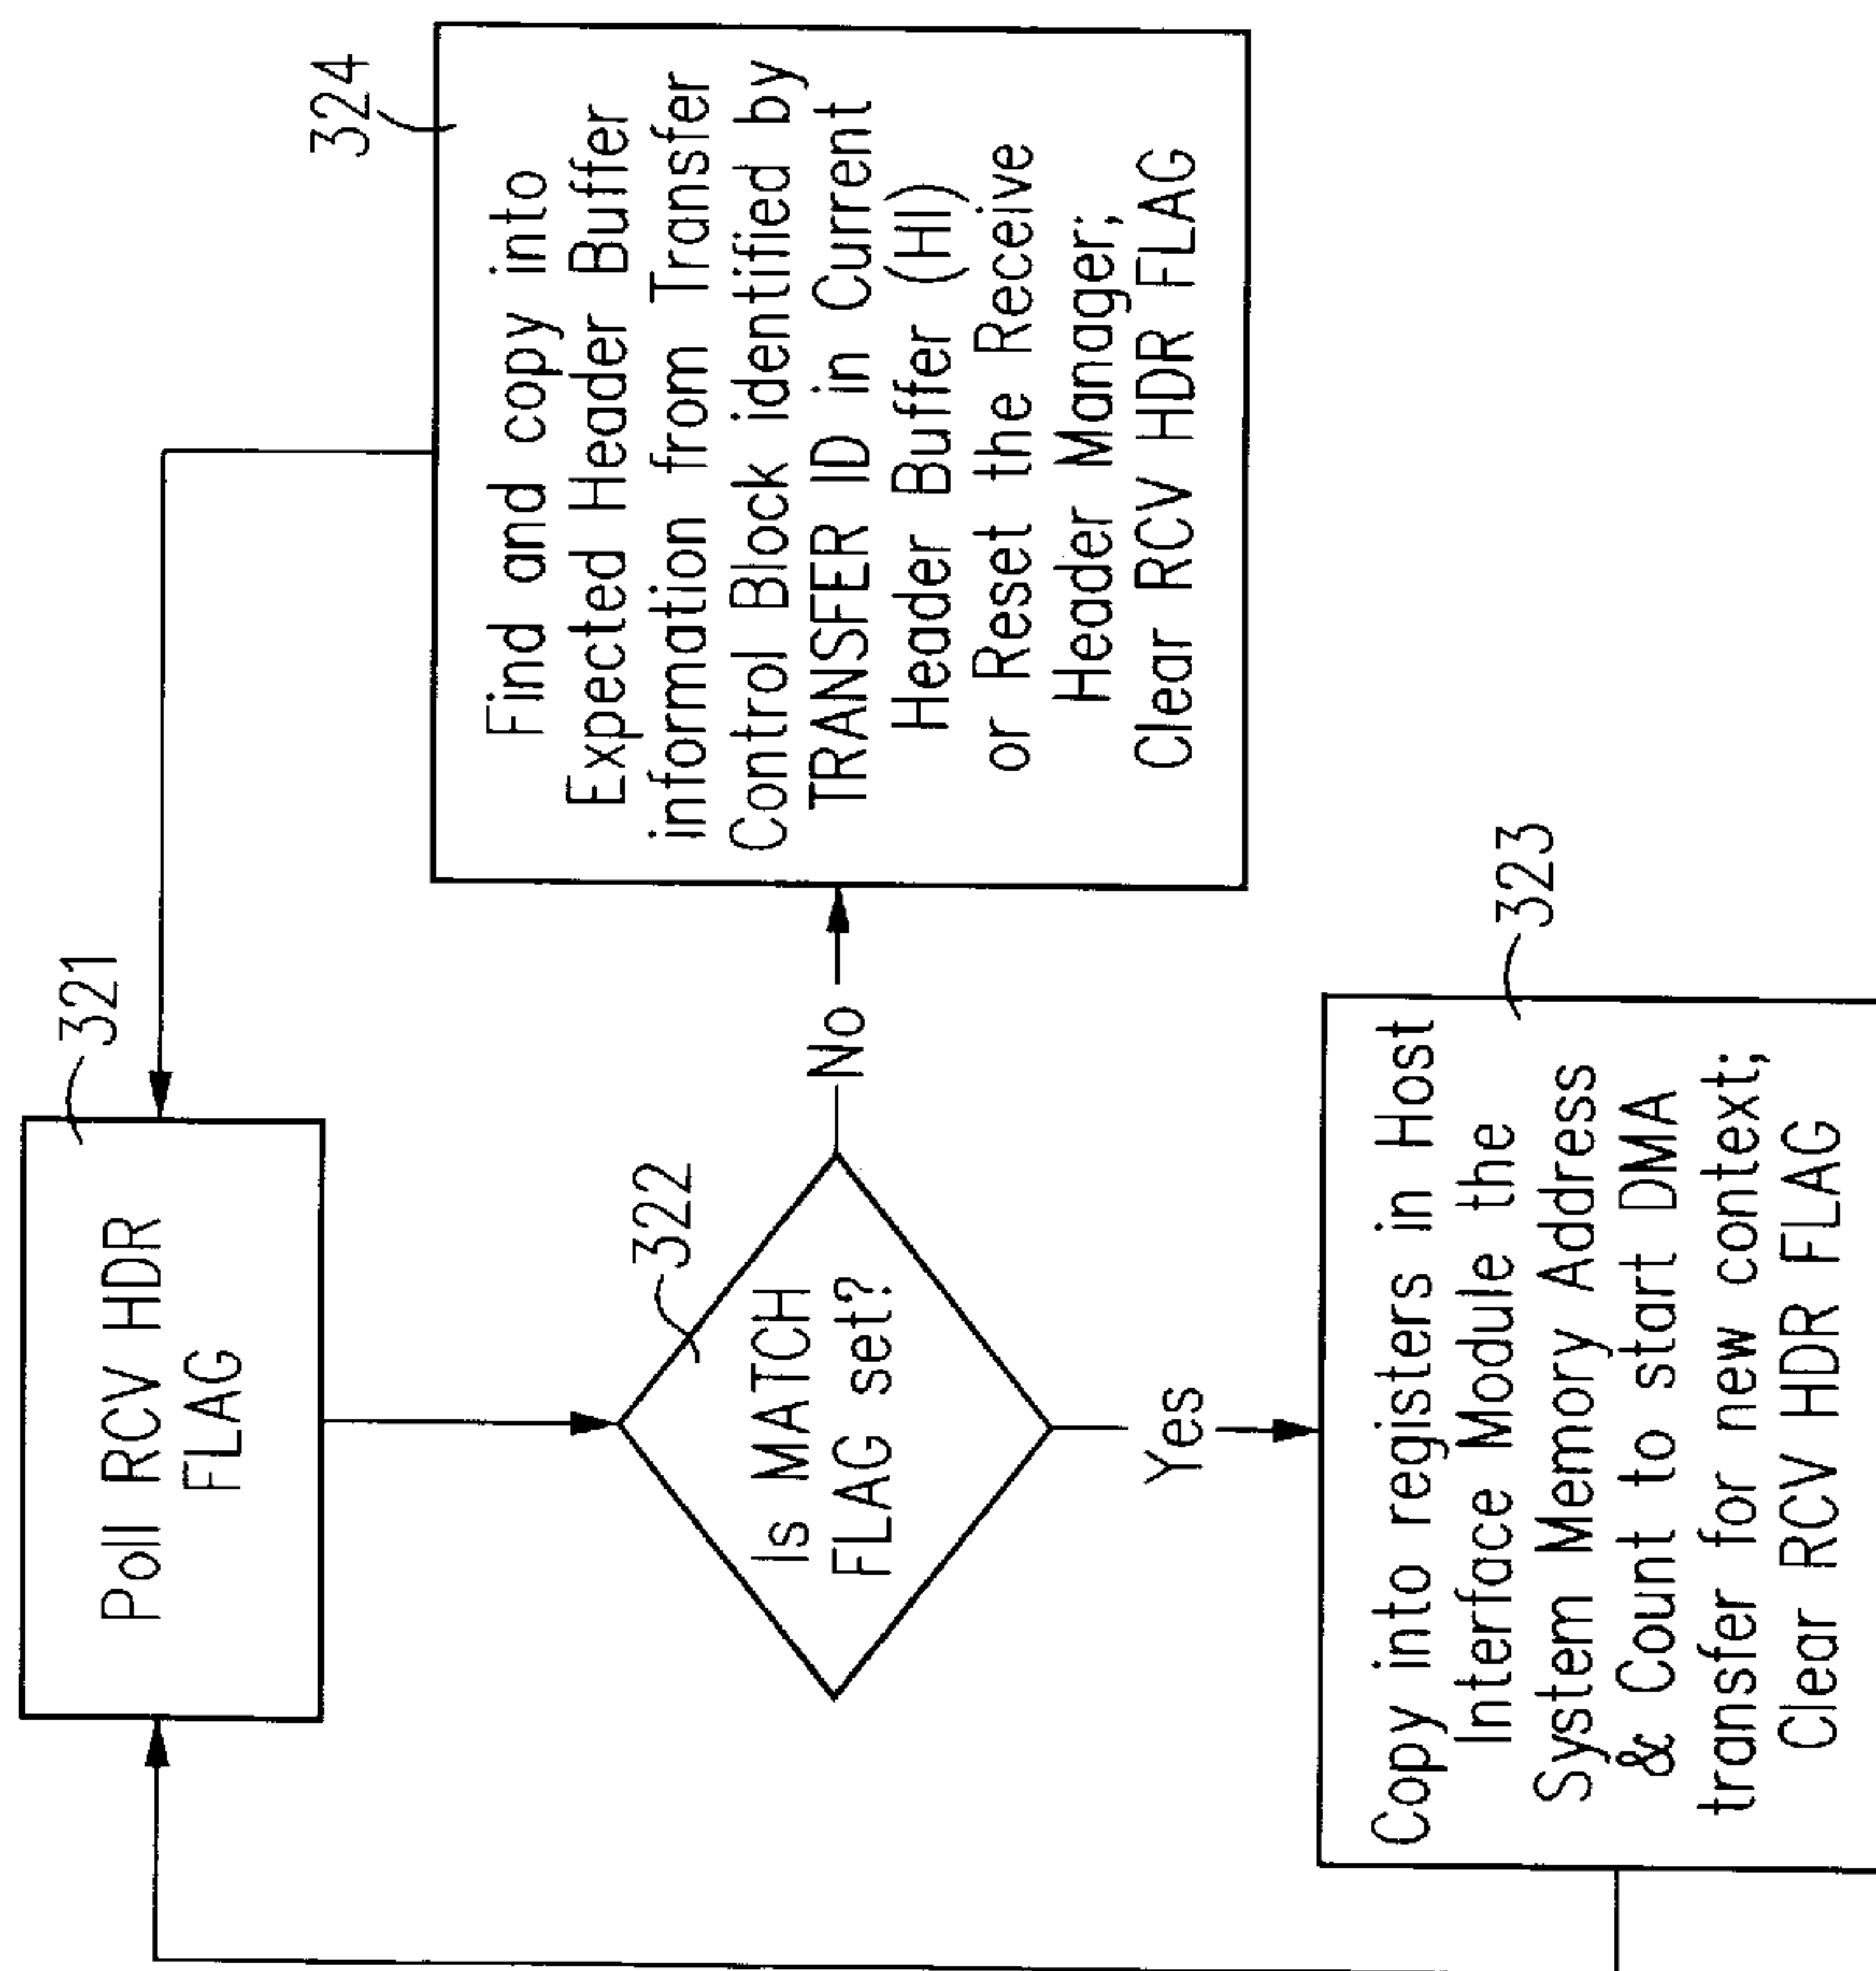 321
Poll RCV HDR
FLAG
322
Is MATCH
FLAG set?
No
Yes
324
Find and copy into
Expected Header Buffer
information from Transfer
Control Block identified by
TRANSFER ID in Current
Header Buffer (HI)
or Reset the Receive
Header Manager;
Clear RCV HDR FLAG
323
Copy into registers in Host
Interface Module the
System Memory Address
& Count to start DMA
transfer for new context;
Clear RCV HDR FLAG